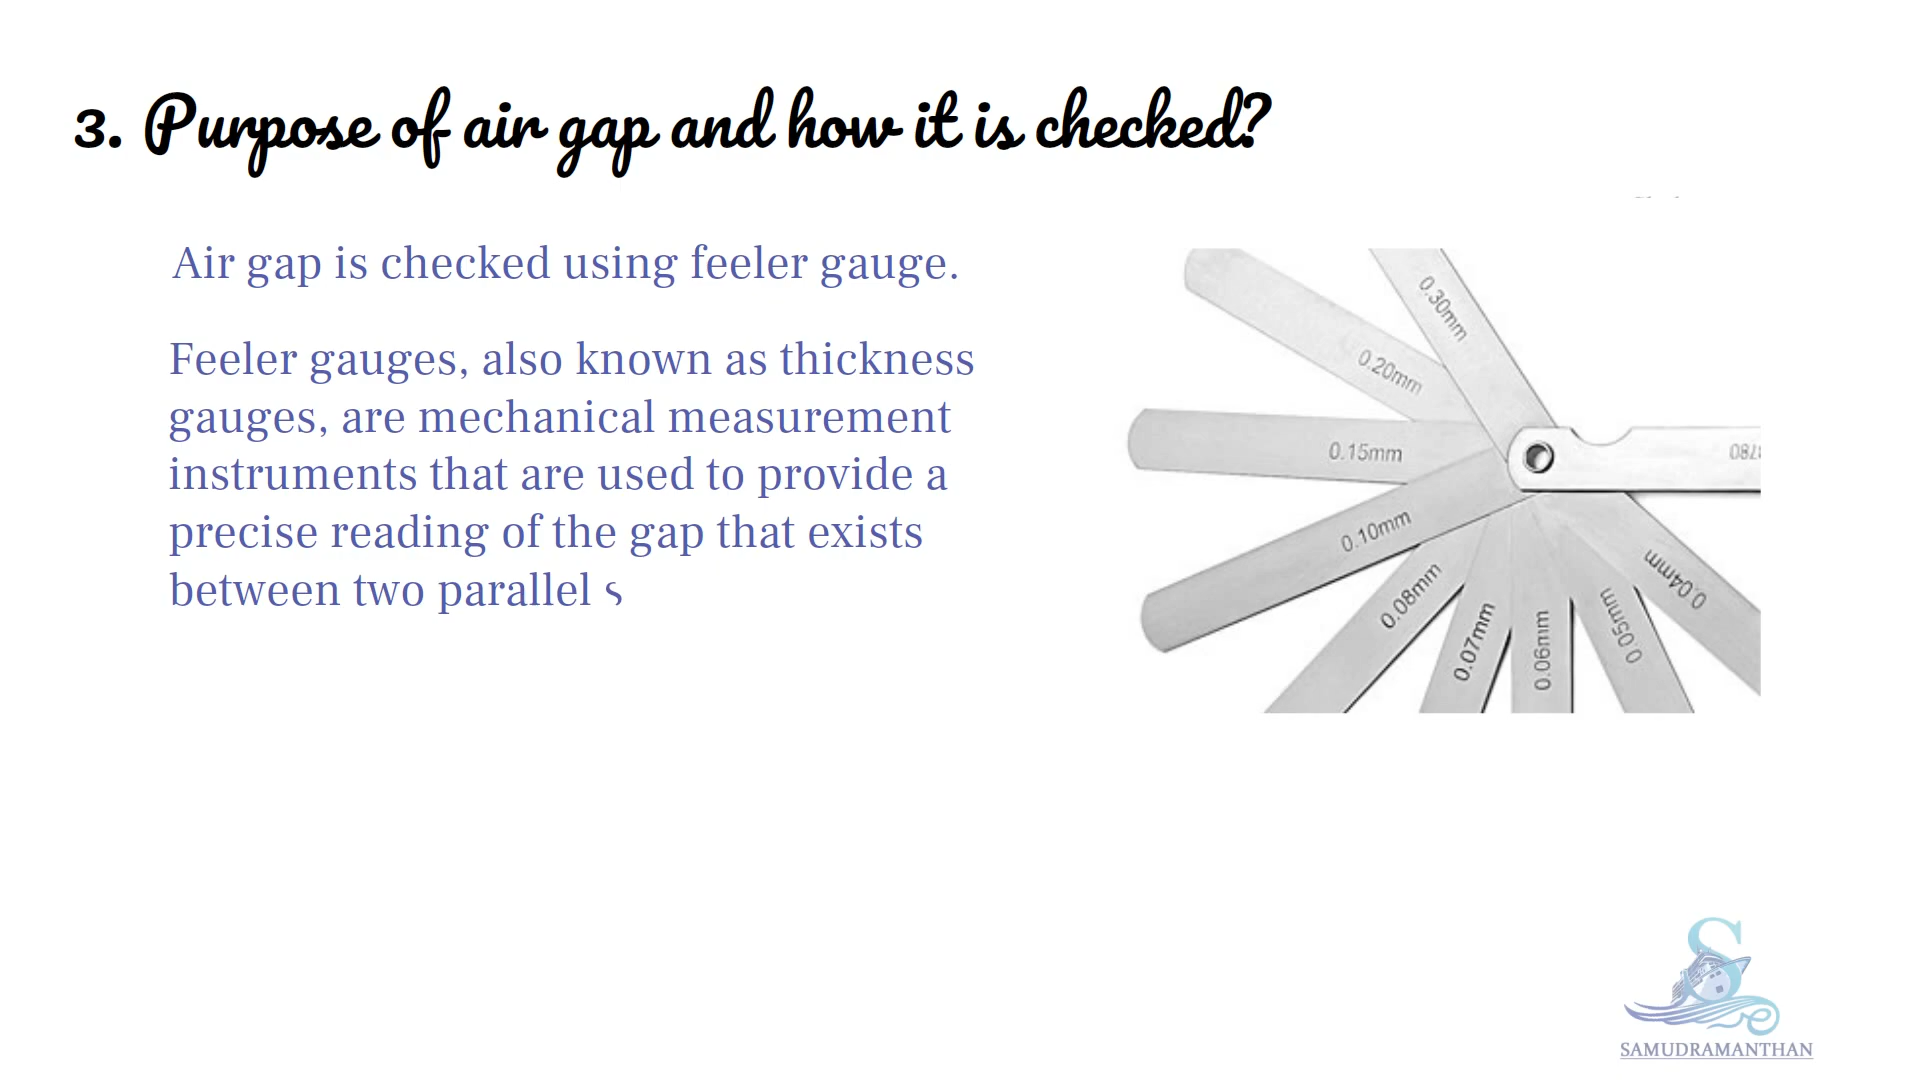 3. Purpose of air gap and how it is checked?
Air gap is checked using feeler gauge.
Feeler gauges, also known as thickness
gauges, are mechanical measurement
instruments that are used to provide a
precise reading of the gap that exists
between two parallel s
0.30mm
0.20mm
0.15mm
0.10mm
0.08mm
0.07mm
0.06mm
0.05mm
0.04mm
SAMUDRAMANTHAN